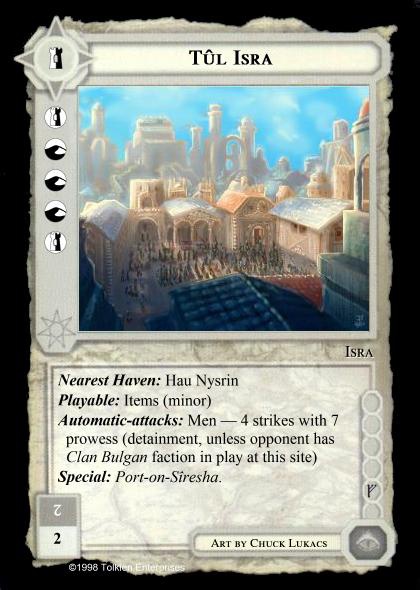 TÛL ISRA
ISRA
Nearest Haven: Hau Nysrin
Playable: Items (minor)
Automatic-attacks: Men — 4 strikes with 7
prowess (detainment, unless opponent has
Clan Bulgan faction in play at this site)
Special: Port-on-Sîresha.
2
2
ART BY CHUCK LUKACS
©1998 Tolkien Enterprises